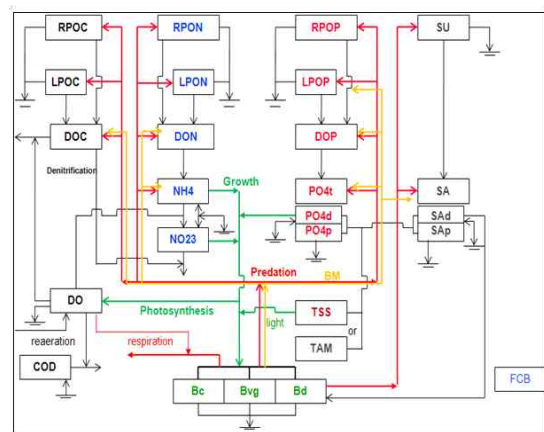 RPOC RPON RPOP SU
LPOC LPON LPOP
DOC DON DOP
Denitrification
NH4 Growth PO4t SA
PO4d SAd
NO23 PO4p SAp
Predation BM
DO Photosynthesis light TSS
reaeration respiration or
COD TAM
Bc Bvg Bd FCB